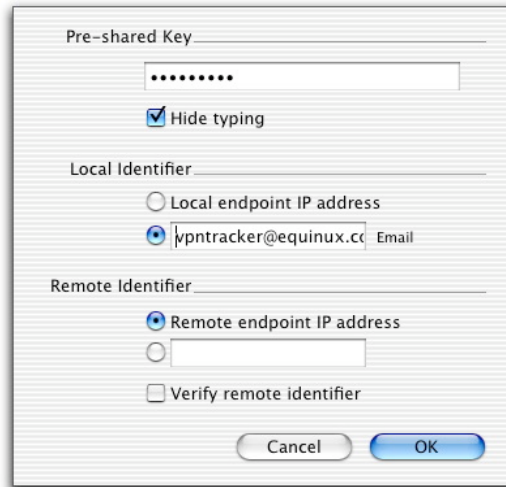 Pre-shared Key
•••••••••
Hide typing
Local Identifier
Local endpoint IP address
vpntracker@equinux.cc Email
Remote Identifier
Remote endpoint IP address
Verify remote identifier
Cancel OK